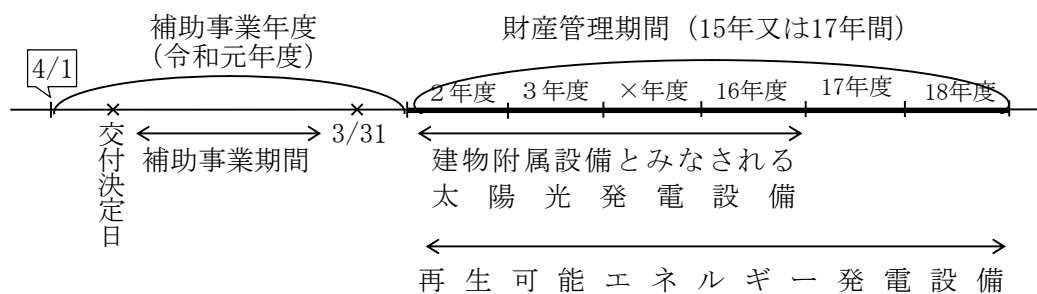 補助事業年度
(令和元年度)
財産管理期間（15年又は17年間）
4/1
２年度
３年度
×年度
16年度
17年度
18年度
交付決定日
補助事業期間
3/31
建物附属設備とみなされる
太陽光発電設備
再生可能エネルギー発電設備